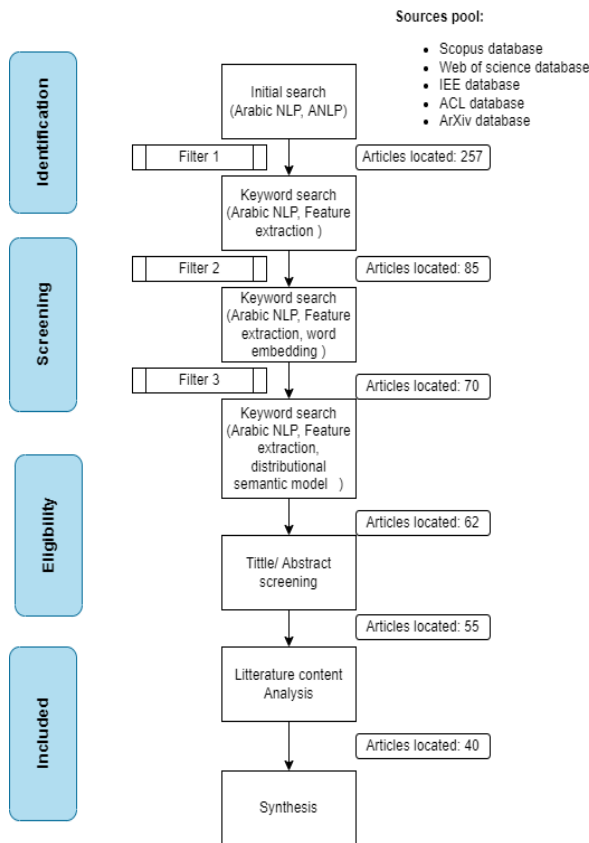 Sources pool:
Scopus database
Web of science database
IEE database
ACL database
ArXiv database
Identification
Initial search
(Arabic NLP, ANLP)
Filter 1
Articles located: 257
Keyword search
(Arabic NLP, Feature
extraction )
Screening
Filter 2
Articles located: 85
Keyword search
(Arabic NLP, Feature
extraction, word
embedding )
Filter 3
Articles located: 70
Keyword search
(Arabic NLP, Feature
extraction,
distributional
semantic model )
Eligibility
Articles located: 62
Tittle/ Abstract
screening
Articles located: 55
Included
Litterature content
Analysis
Articles located: 40
Synthesis